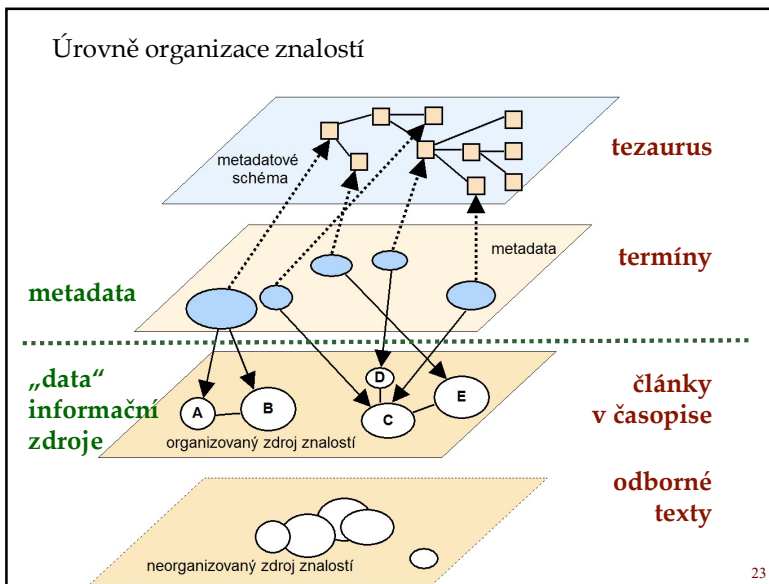 Úrovně organizace znalostí
metadatové
schéma
tezaurus
metadata
termíny
metadata
„data“
informační
zdroje
A
B
D
C
E
organizovaný zdroj znalostí
články
v časopise
odborné
texty
neorganizovaný zdroj znalostí
23